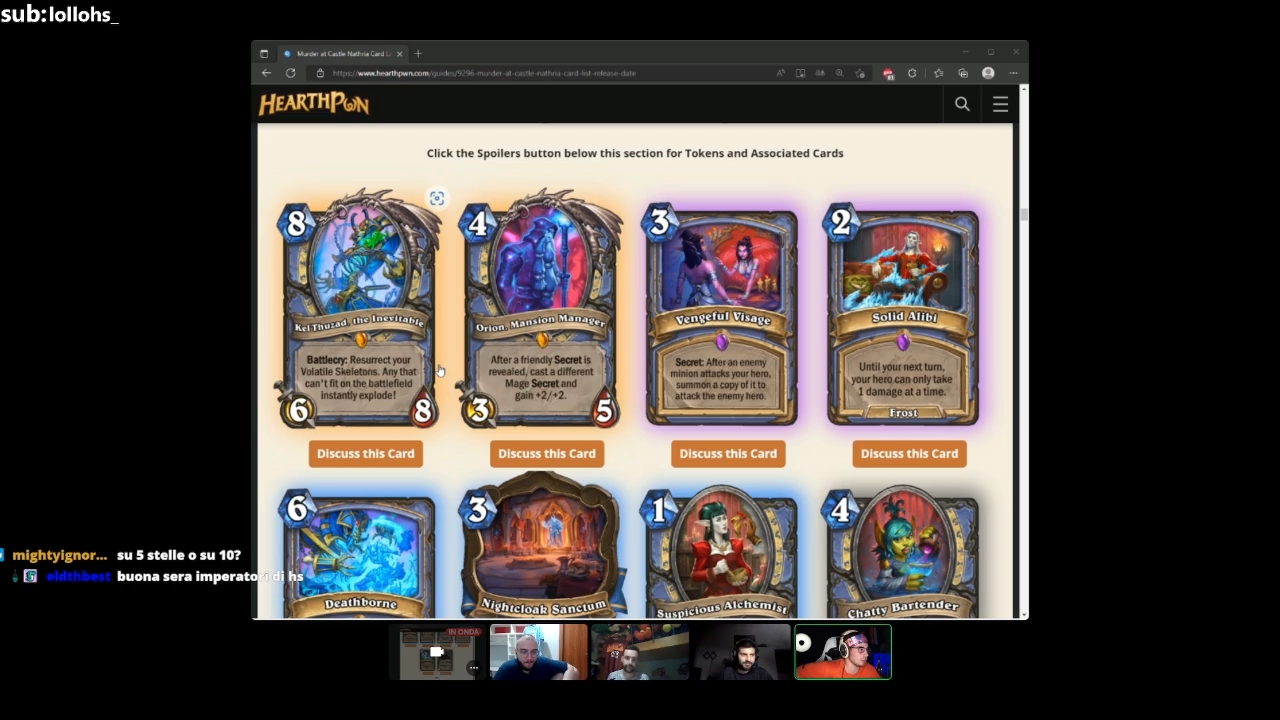 sub:lollohs_
Murder at Castle Nathria Card L
https://www.hearthpwn.com/guides/9296-murder-at-castle-nathria-card-list-release-date
HEARTHPWN
Click the Spoilers button below this section for Tokens and Associated Cards
8
4
3
2
Kel'Thuzad, the Inevitable
Orion, Mansion Manager
Vengeful Visage
Solid Alibi
Battlecry: Resurrect your
Volatile Skeletons. Any that
can't fit on the battlefield
instantly explode!
After a friendly Secret is
revealed, cast a different
Mage Secret and
gain +2/+2.
Secret: After an enemy
minion attacks your hero,
summon a copy of it to
attack the enemy hero.
Until your next turn,
your hero can only take
1 damage at a time.
Frost
6
8
3
5
Discuss this Card
Discuss this Card
Discuss this Card
Discuss this Card
6
3
1
4
mightyignor... su 5 stelle o su 10?
eldthbest buona sera imperatori di hs
Deathborne
Nightcloak Sanctum
Suspicious Alchemist
Chatty Bartender
IN ONDA